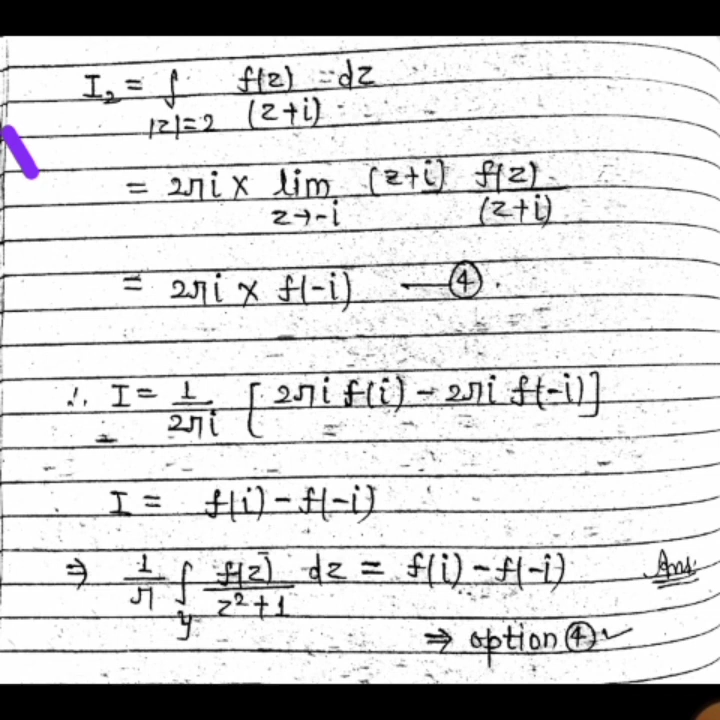 I₂ = ∫ f(z) dz
|z|=2 (z+i)
= 2πi × lim (z+i) f(z)
z→-i (z+i)
= 2πi × f(-i) — ④.
∴ I = 1/2πi [2πi f(i) - 2πi f(-i)]
I = f(i) - f(-i)
⇒ 1/π ∫γ f(z)/z²+1 dz = f(i) - f(-i) Ans
⇒ option ④ ✓